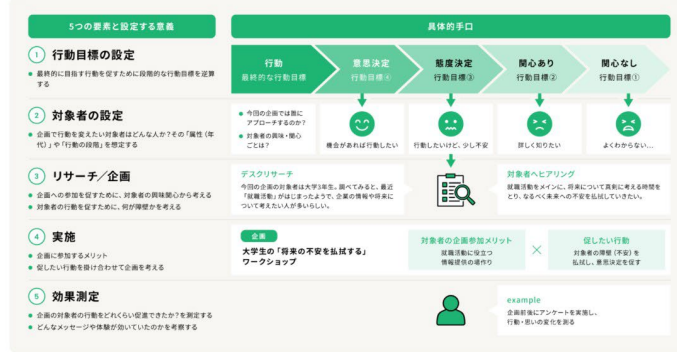 5つの要素と設定する意義
具体的手口
1 行動目標の設定
● 最終的に目指す行動を促すために段階的な行動目標を逆算
する
行動
最終的な行動目標
意思決定
行動目標④
態度決定
行動目標③
関心あり
行動目標②
関心なし
行動目標①
2 対象者の設定
● 企画で行動を変えたい対象者はどんな人か?その「属性(年
代)」や「行動の段階」を想定する
● 今回の企画では誰に
アプローチするのか?
● 対象者の興味・関心
ごとは?
機会があれば行動したい
行動したいけど、少し不安
詳しく知りたい
よくわからない...
3 リサーチ/企画
● 企画への参加を促すために、対象者の興味関心から考える
● 対象者の行動を促すために、何が障壁かを考える
デスクリサーチ
今回の企画の対象は大学3年生。調べてみると、最近
「就職活動」がはじまったようで、企業の情報や将来に
ついて考えたい人が多いらしい。
対象者へヒアリング
就職活動をメインに、将来について真剣に考える時間を
とり、なるべく未来への不安を払拭していきたい。
4 実施
● 企画に参加するメリット
● 促したい行動を掛け合わせて企画を考える
企画
大学生の「将来の不安を払拭する」
ワークショップ
対象者の企画参加メリット
就職活動に役立つ
情報提供の場作り
×
促したい行動
対象者の障壁(不安)を
払拭し、意思決定を促す
5 効果測定
● 企画の対象者の行動をどれくらい促進できたか?を測定する
● どんなメッセージや体験が効いていたのかを考察する
example
企画前後にアンケートを実施し、
行動・思いの変化を測る